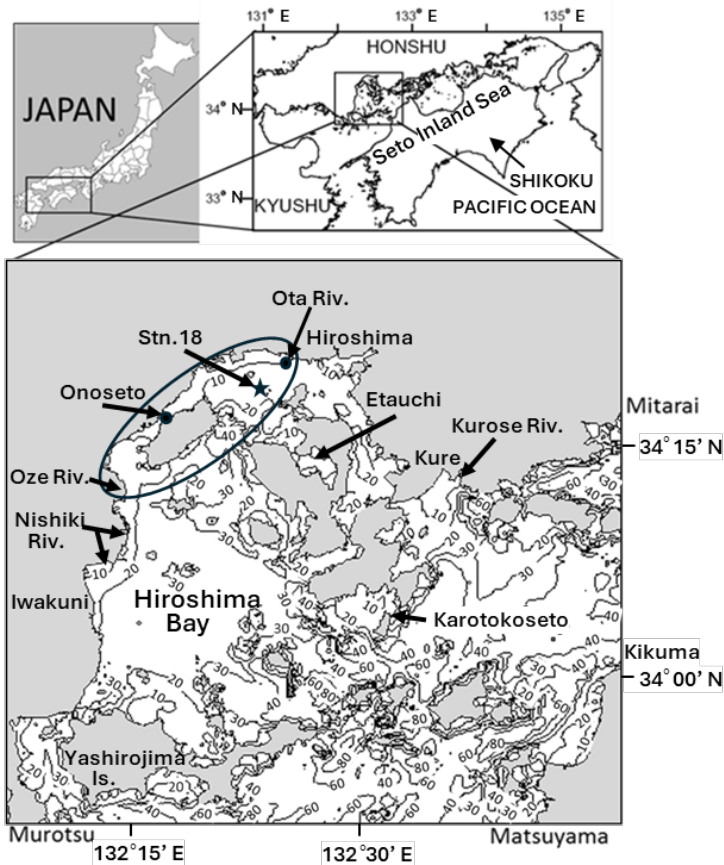 131° E
133° E
135° E
HONSHU
JAPAN
34° N
Seto Inland Sea
SHIKOKU
33° N
KYUSHU
PACIFIC OCEAN
Ota Riv.
Stn.18
Hiroshima
Onoseto
Etauchi
Mitarai
Kurose Riv.
34°15' N
Kure
Oze Riv.
Nishiki
Riv.
Iwakuni
Hiroshima
Bay
Karotokoseto
Kikuma
34°00' N
Yashirojima
Is.
Murotsu
Matsuyama
132°15' E
132°30' E